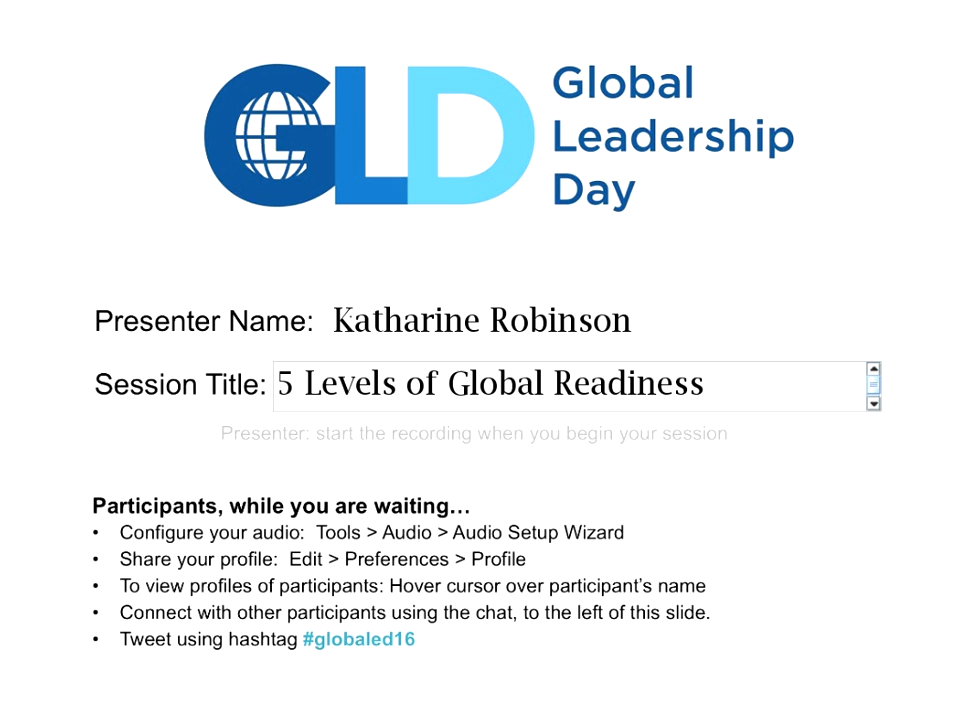 GLD
Global
Leadership
Day
Presenter Name: Katharine Robinson
Session Title: 5 Levels of Global Readiness
Presenter: start the recording when you begin your session
Participants, while you are waiting…
• Configure your audio: Tools > Audio > Audio Setup Wizard
• Share your profile: Edit > Preferences > Profile
• To view profiles of participants: Hover cursor over participant's name
• Connect with other participants using the chat, to the left of this slide.
• Tweet using hashtag #globaled16